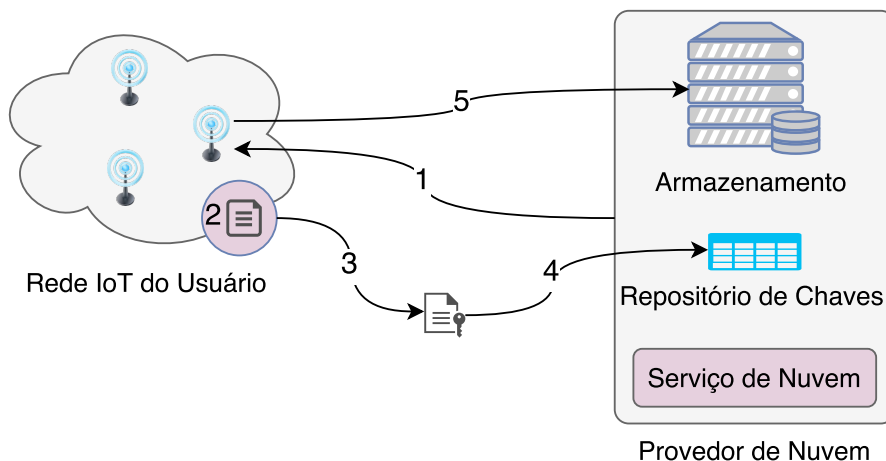 5
Armazenamento
1
2
3
4
Rede IoT do Usuário
Repositório de Chaves
Serviço de Nuvem
Provedor de Nuvem